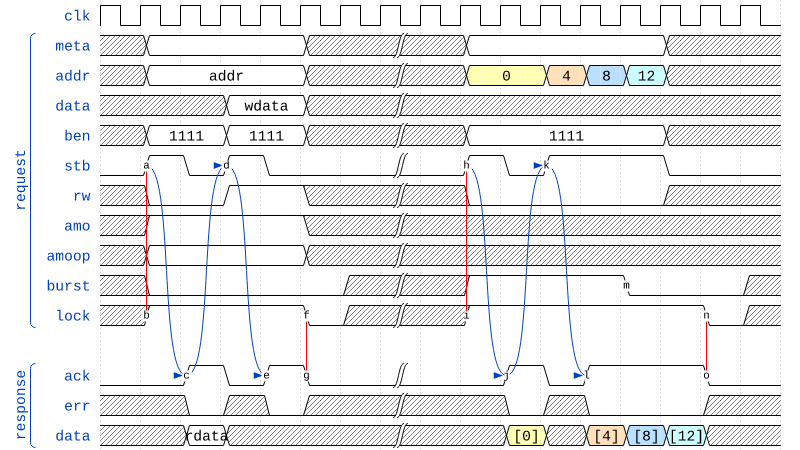 clk
meta
addr addr 0 4 8 12
data wdata
ben 1111 1111 1111
stb a d h k
rw
amo
amoop
burst m
lock b f i n
request
ack c e g j l o
err
data rdata [0] [4] [8] [12]
response